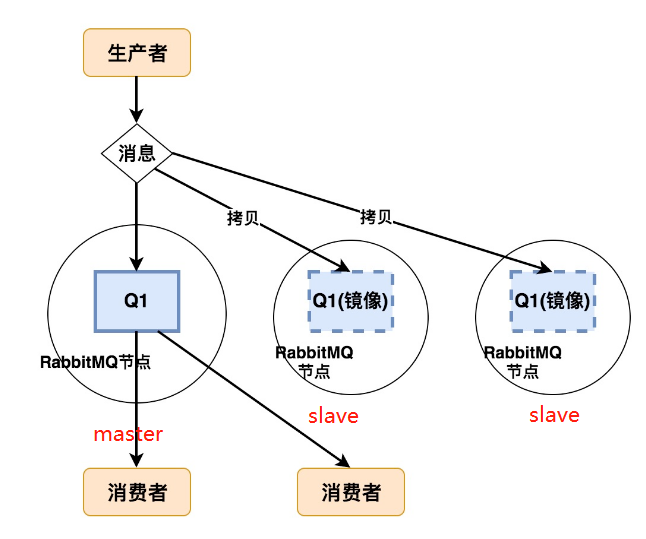 生产者
消息
拷贝
拷贝
Q1
Q1(镜像)
Q1(镜像)
RabbitMQ节点
RabbitMQ
节点
RabbitMQ
节点
master
slave
slave
消费者
消费者